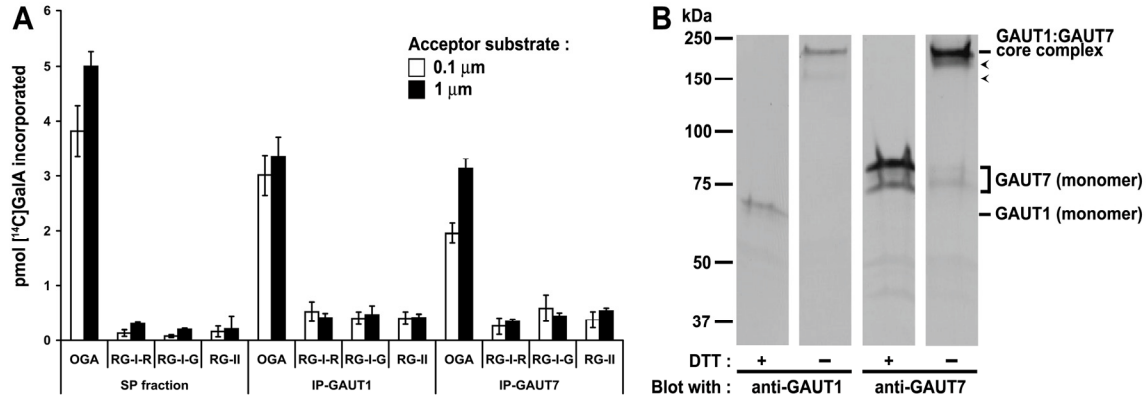 A
pmol [14C]GalA incorporated
6
5
4
3
2
1
0
Acceptor substrate :
0.1 μm
1 μm
OGA RG-I-R RG-I-G RG-II OGA RG-I-R RG-I-G RG-II OGA RG-I-R RG-I-G RG-II
SP fraction IP-GAUT1 IP-GAUT7
B
kDa
250
150
100
75
50
37
GAUT1:GAUT7
core complex
GAUT7 (monomer)
GAUT1 (monomer)
DTT : + − + −
Blot with : anti-GAUT1 anti-GAUT7